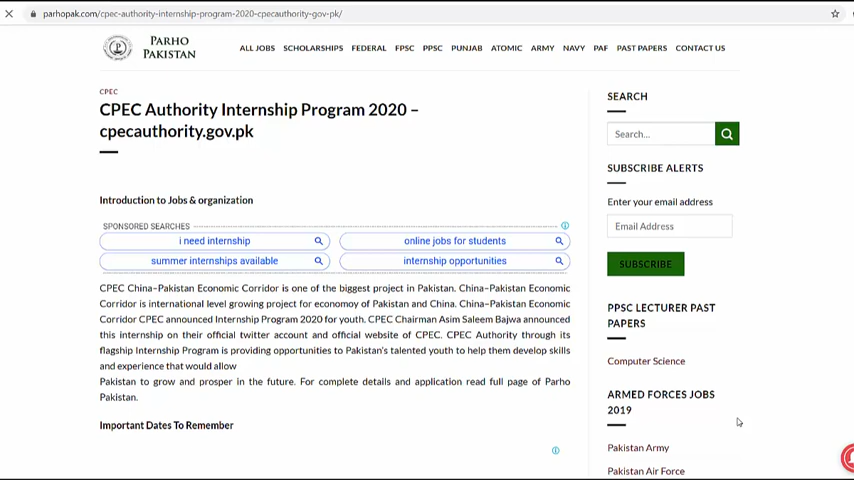 parhopak.com/cpec-authority-internship-program-2020-cpecauthority-gov-pk/
PARHO
PAKISTAN
ALL JOBS SCHOLARSHIPS FEDERAL FPSC PPSC PUNJAB ATOMIC ARMY NAVY PAF PAST PAPERS CONTACT US
CPEC
CPEC Authority Internship Program 2020 –
cpecauthority.gov.pk
Introduction to Jobs & organization
SPONSORED SEARCHES
i need internship
online jobs for students
summer internships available
internship opportunities
CPEC China–Pakistan Economic Corridor is one of the biggest project in Pakistan. China–Pakistan Economic
Corridor is international level growing project for economy of Pakistan and China. China–Pakistan Economic
Corridor CPEC announced Internship Program 2020 for youth. CPEC Chairman Asim Saleem Bajwa announced
this internship on their official twitter account and official website of CPEC. CPEC Authority through its
flagship Internship Program is providing opportunities to Pakistan's talented youth to help them develop skills
and experience that would allow
Pakistan to grow and prosper in the future. For complete details and application read full page of Parho
Pakistan.
Important Dates To Remember
SEARCH
Search...
SUBSCRIBE ALERTS
Enter your email address
Email Address
SUBSCRIBE
PPSC LECTURER PAST
PAPERS
Computer Science
ARMED FORCES JOBS
2019
Pakistan Army
Pakistan Air Force